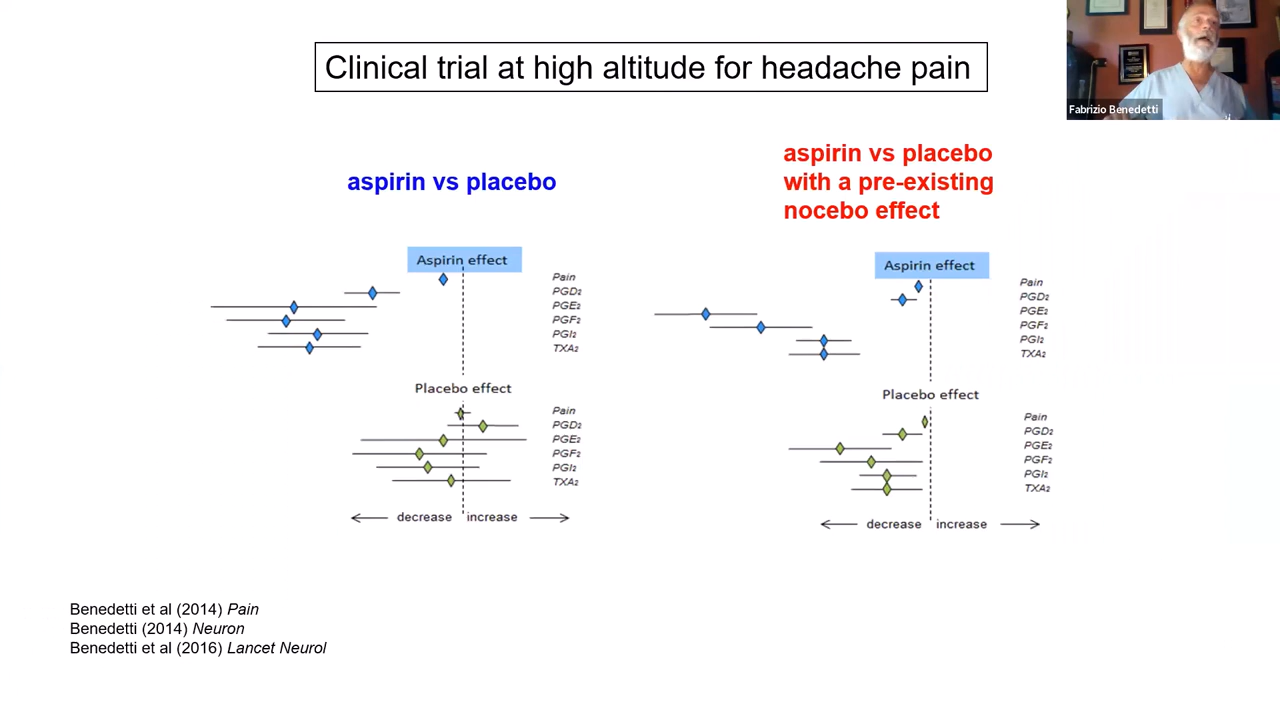 Clinical trial at high altitude for headache pain
Fabrizio Benedetti
aspirin vs placebo
Aspirin effect
Pain
PGD2
PGE2
PGF2
PGI2
TXA2
Placebo effect
Pain
PGD2
PGE2
PGF2
PGI2
TXA2
decrease increase
aspirin vs placebo
with a pre-existing
nocebo effect
Aspirin effect
Pain
PGD2
PGE2
PGF2
PGI2
TXA2
Placebo effect
Pain
PGD2
PGE2
PGF2
PGI2
TXA2
decrease increase
Benedetti et al (2014) Pain
Benedetti (2014) Neuron
Benedetti et al (2016) Lancet Neurol